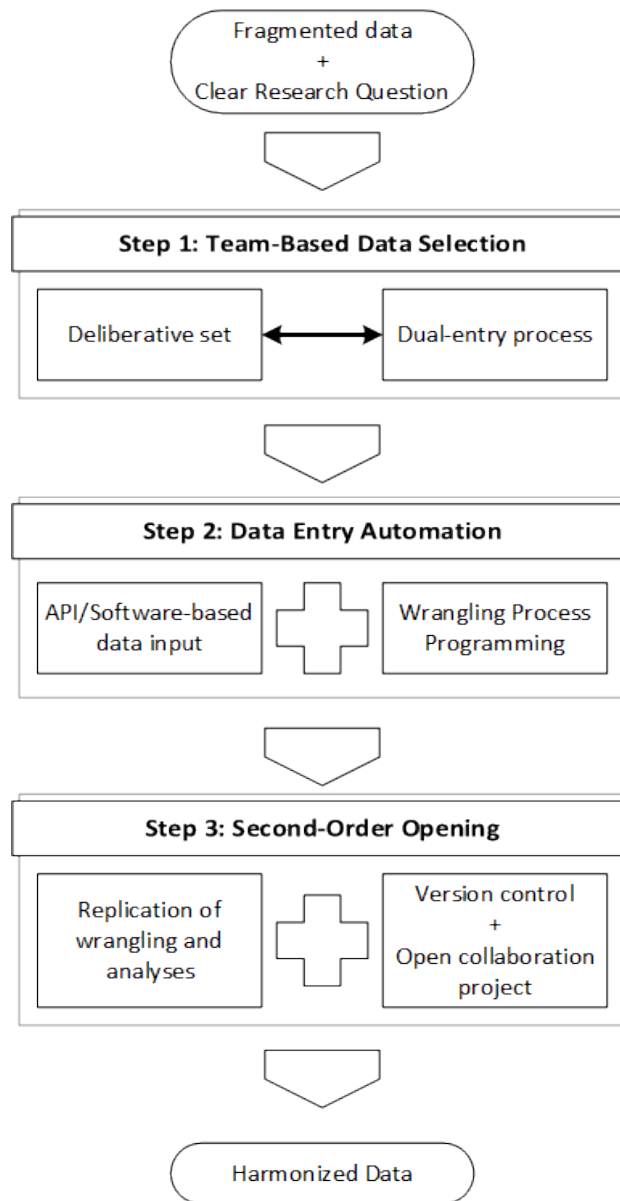 Fragmented data
+
Clear Research Question
Step 1: Team-Based Data Selection
Deliberative set
Dual-entry process
Step 2: Data Entry Automation
API/Software-based
data input
Wrangling Process
Programming
Step 3: Second-Order Opening
Replication of
wrangling and
analyses
Version control
+
Open collaboration
project
Harmonized Data